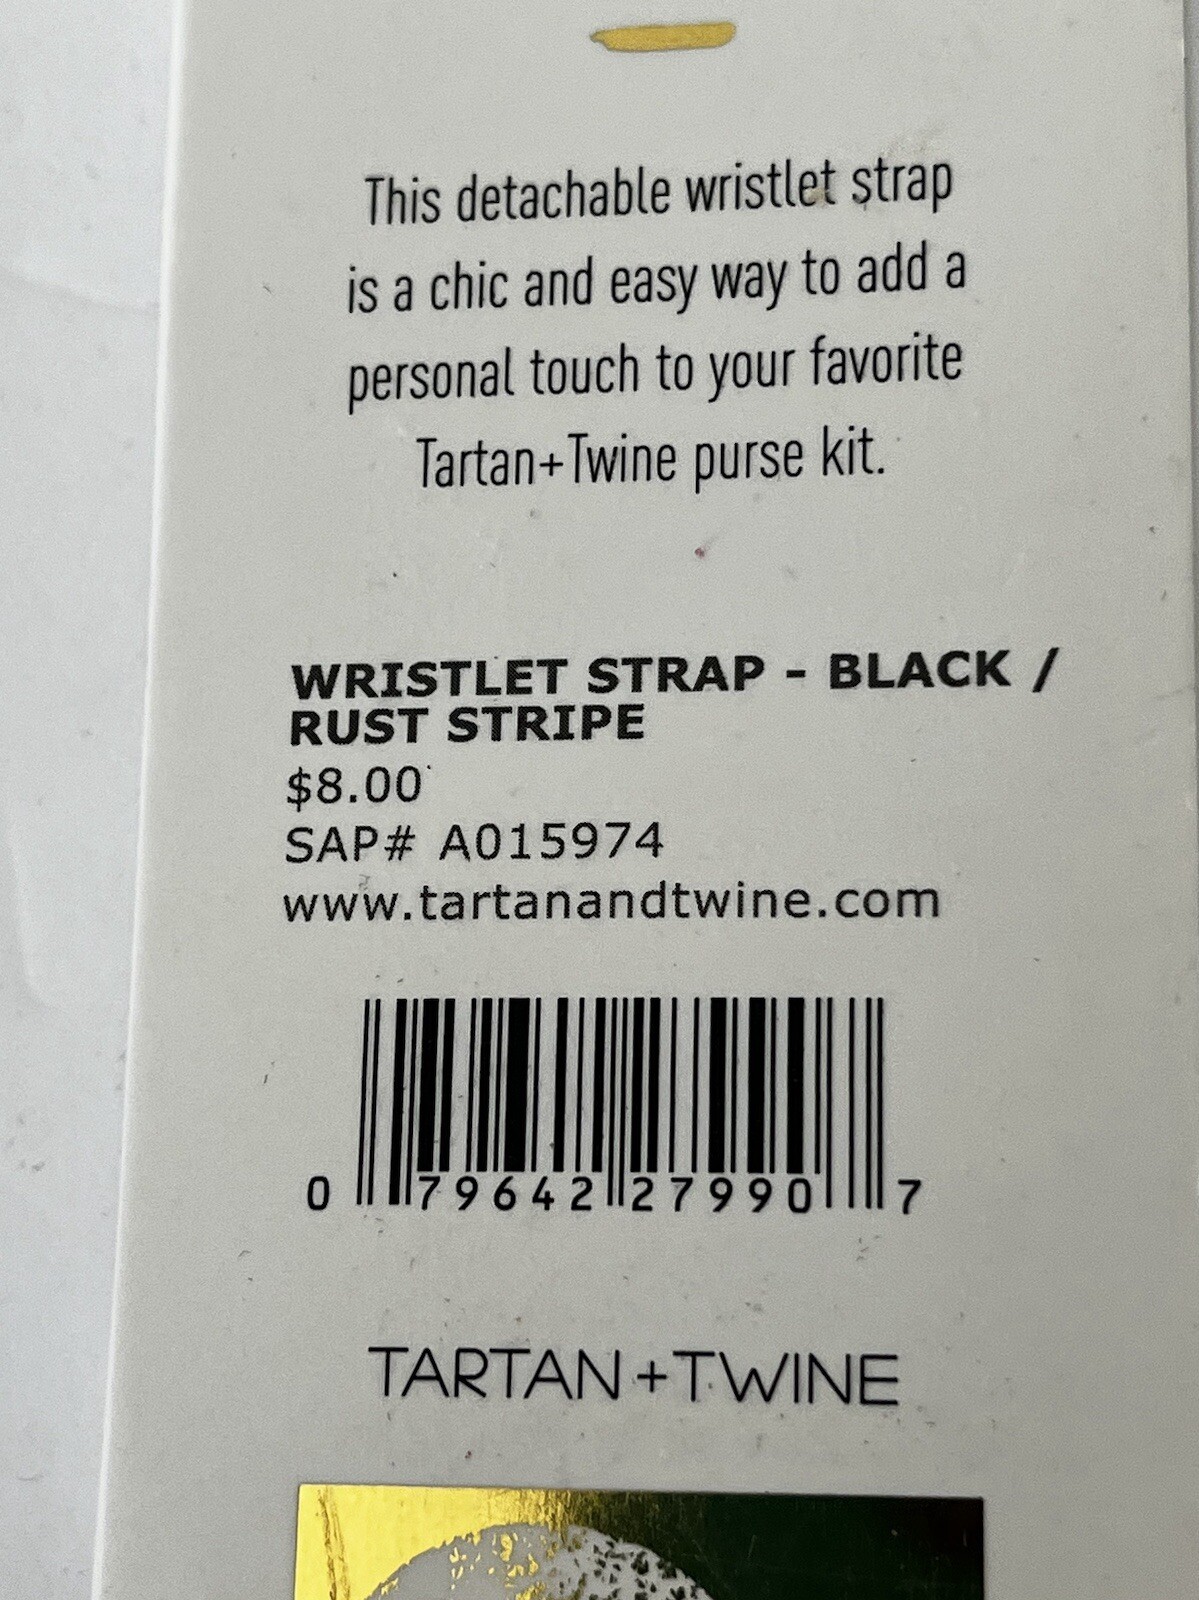 This detachable wristlet strap
is a chic and easy way to add a
personal touch to your favorite
Tartan+Twine purse kit.
WRISTLET STRAP - BLACK /
RUST STRIPE
$8.00
SAP# A015974
www.tartanandtwine.com
0 79642 27990 7
TARTAN+TWINE